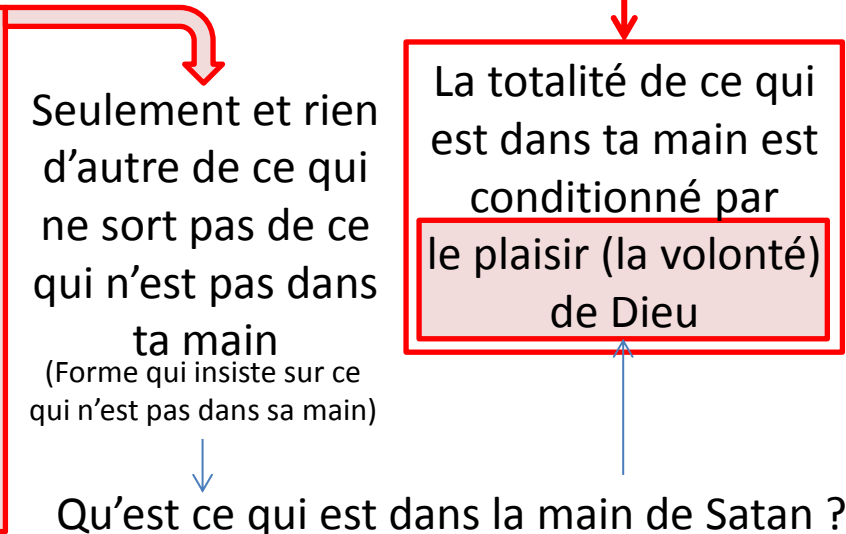 Seulement et rien
d'autre de ce qui
ne sort pas de ce
qui n'est pas dans
ta main
(Forme qui insiste sur ce
qui n'est pas dans sa main)
La totalité de ce qui
est dans ta main est
conditionné par
le plaisir (la volonté)
de Dieu
Qu'est ce qui est dans la main de Satan ?